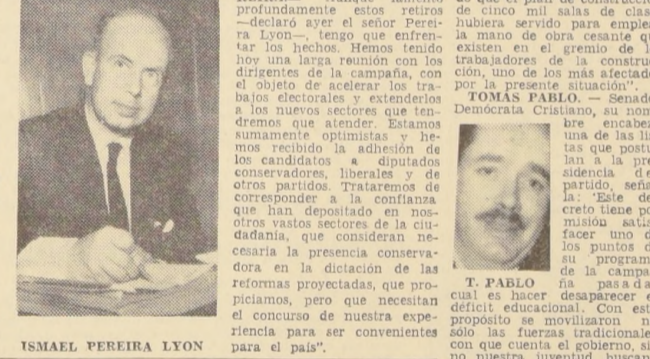 profundamente estos retiros
—declaró ayer el señor Perei-
ra Lyon—, tengo que enfren-
tar los hechos. Hemos tenido
hoy una larga reunión con los
dirigentes de la campaña, con
el objeto de acelerar los tra-
bajos electorales y extenderlos
a los nuevos sectores que ten-
dremos que atender. Estamos
sumamente optimistas y he-
mos recibido la adhesión de
los candidatos a diputados
conservadores, liberales y de
otros partidos. Trataremos de
corresponder a la confianza
que han depositado en nos-
otros vastos sectores de la ciu-
dadanía, que consideran ne-
cesaria la presencia conserva-
dora en la dictación de las
reformas proyectadas, que pro-
piciamos, pero que necesitan
el concurso de nuestra expe-
riencia para ser convenientes
para el país".
ISMAEL PEREIRA LYON
de cinco mil salas de clas
hubiera servido para emple
la mano de obra cesante qu
existen en el gremio de l
trabajadores de la constru
ción, uno de los más afectad
por la presente situación".
TOMAS PABLO. — Senad
Demócrata Cristiano, su nom
bre encabez
una de las li
tas que postu
lan a la pre
sidencia d
partido, seña
la: 'Este de
creto tiene po
misión satis
facer uno d
los puntos d
su program
de la campa
T. PABLO
ña pasada
cual es hacer desaparecer e
déficit educacional. Con est
propósito se movilizaron n
sólo las fuerzas tradicionale
con que cuenta el gobierno, si
no nuestra juventud